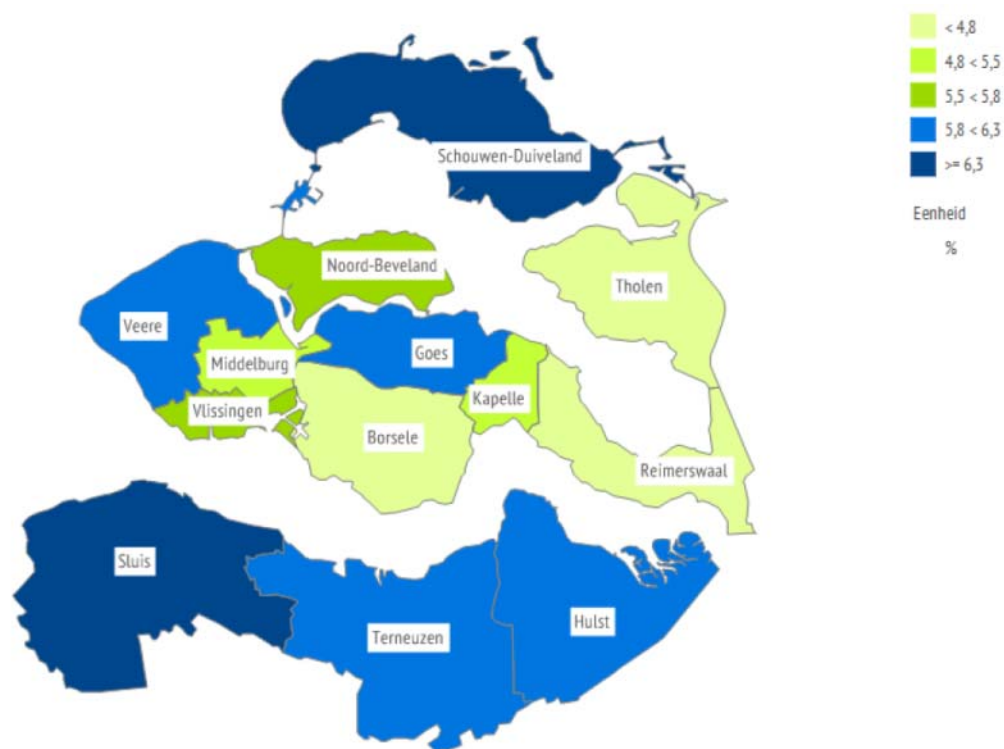 < 4,8
4,8 < 5,5
5,5 < 5,8
5,8 < 6,3
>= 6,3
Eenheid
%
Schouwen-Duiveland
Noord-Beveland
Tholen
Veere
Middelburg
Goes
Kapelle
Vlissingen
Borsele
Reimerswaal
Sluis
Terneuzen
Hulst